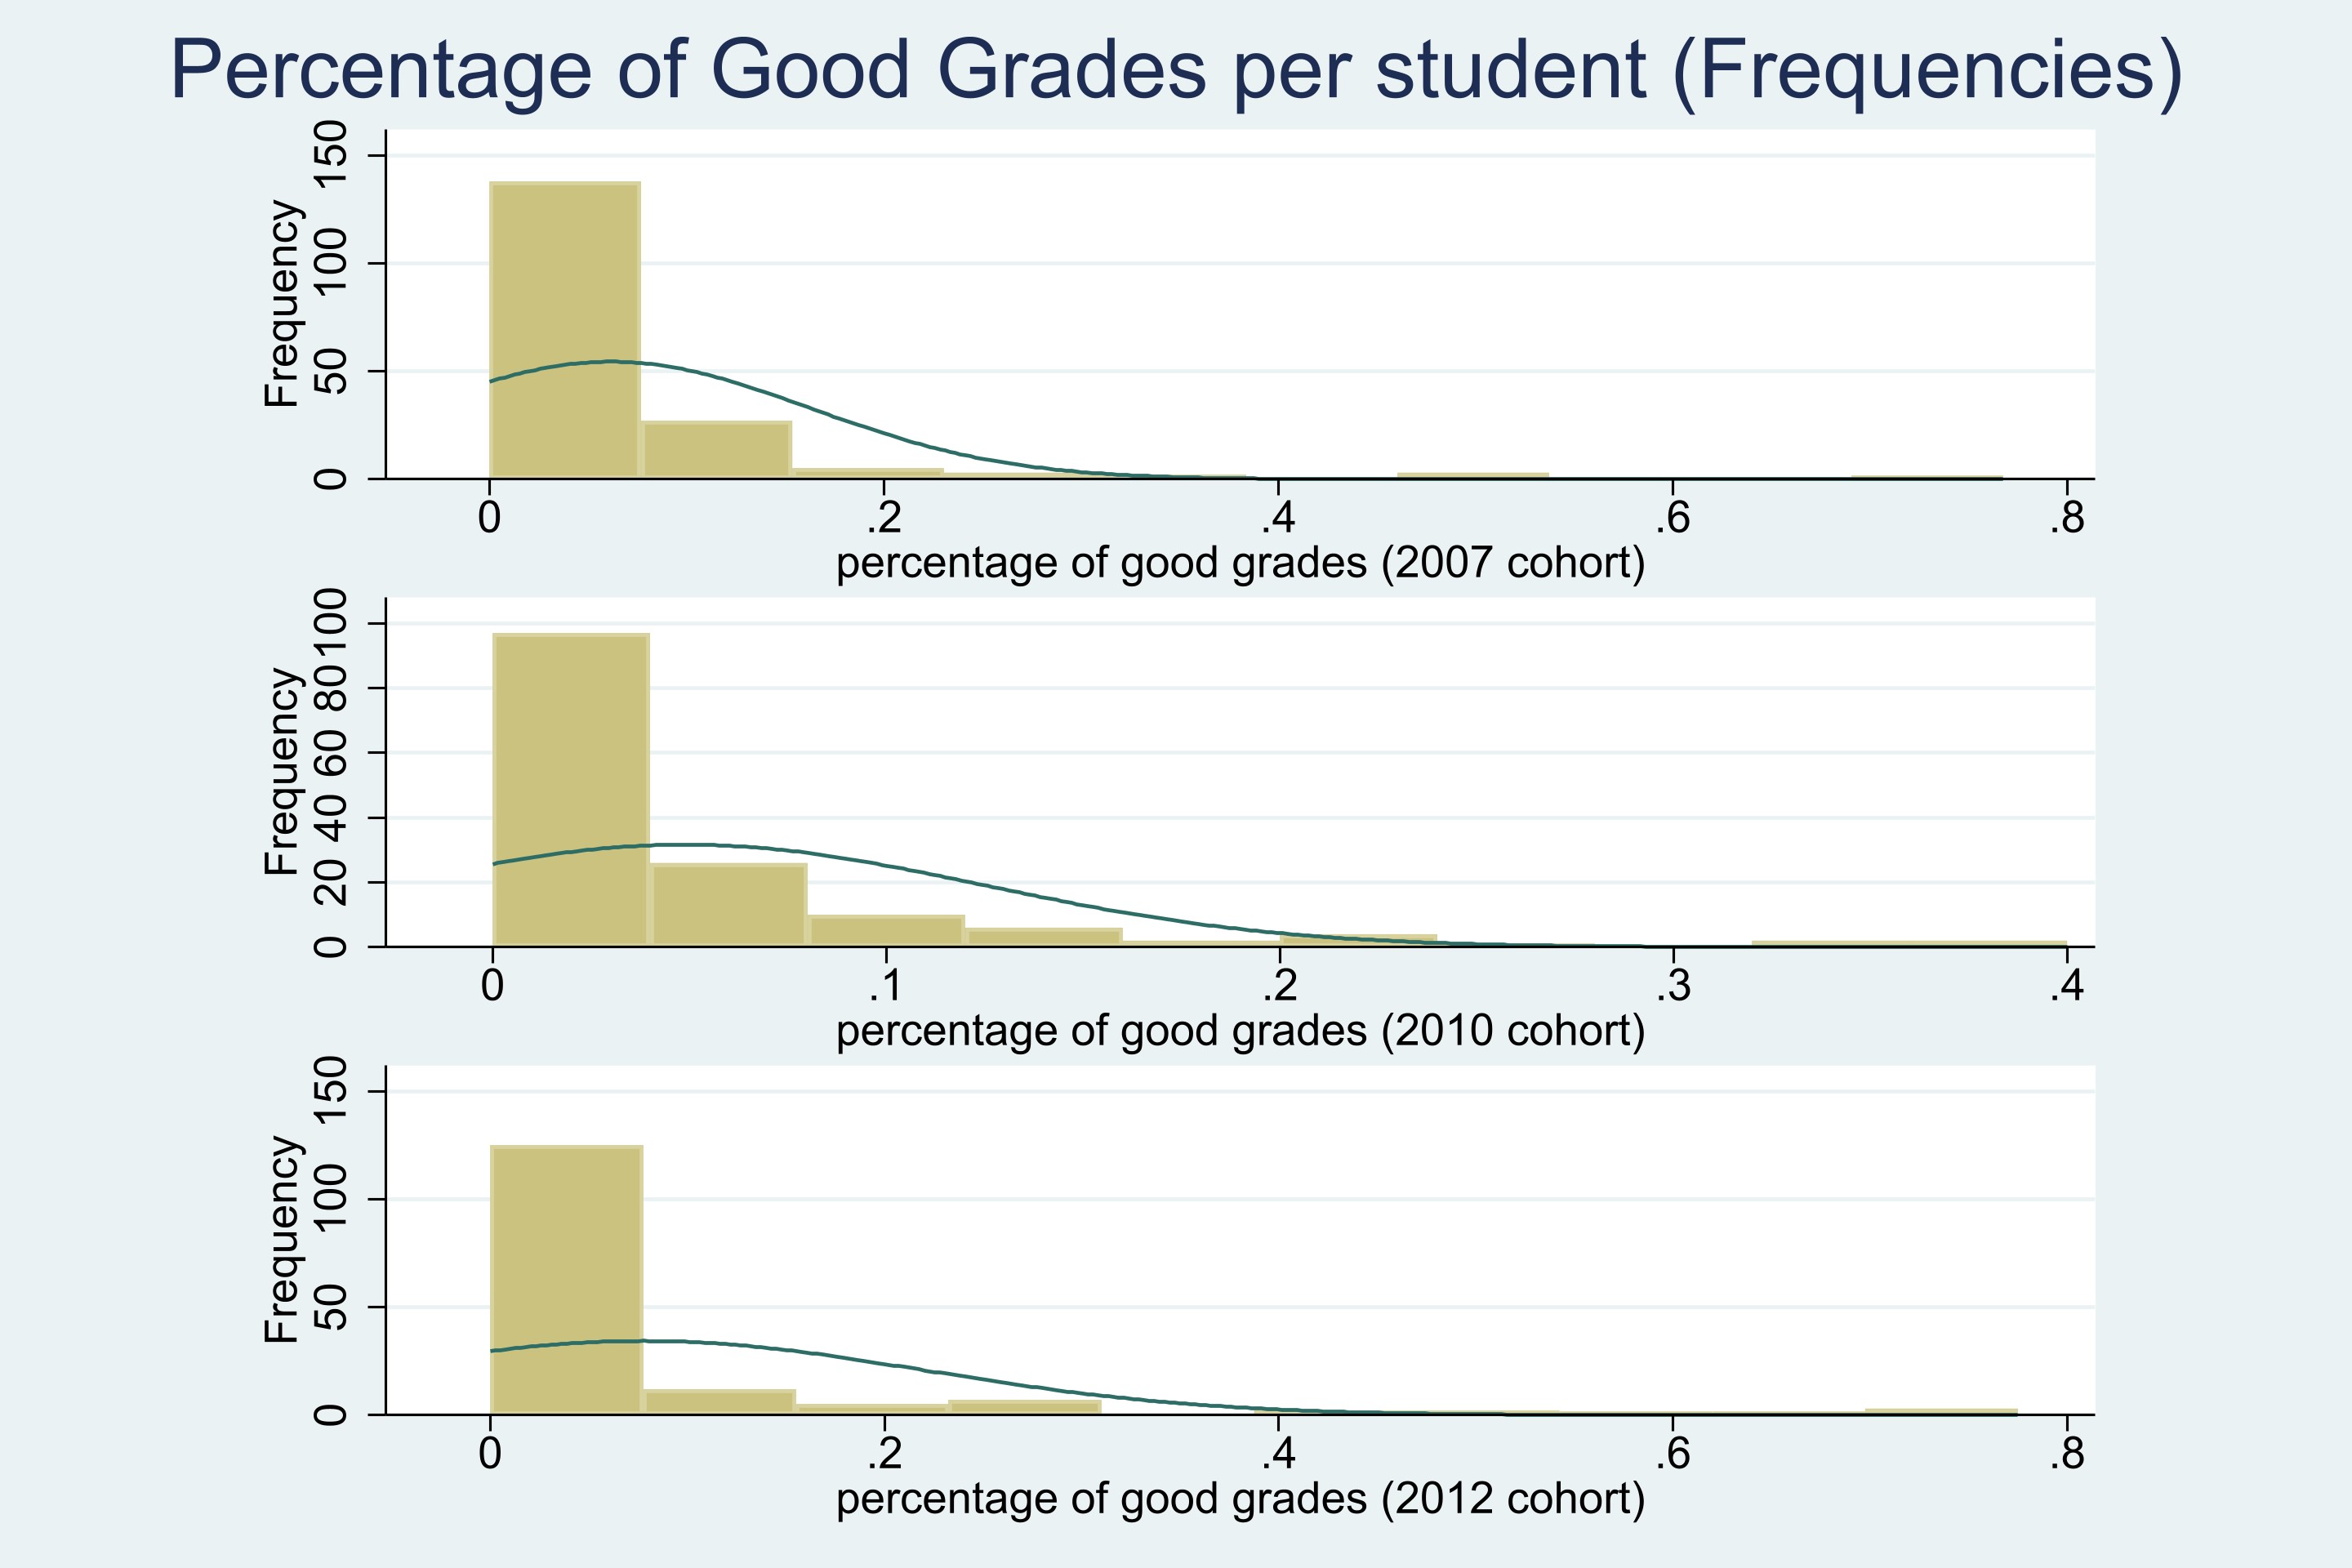 Percentage of Good Grades per student (Frequencies)
Frequency
0 50 100 150
0 .2 .4 .6 .8
percentage of good grades (2007 cohort)
Frequency
0 20 40 60 80 100
0 .1 .2 .3 .4
percentage of good grades (2010 cohort)
Frequency
0 50 100 150
0 .2 .4 .6 .8
percentage of good grades (2012 cohort)